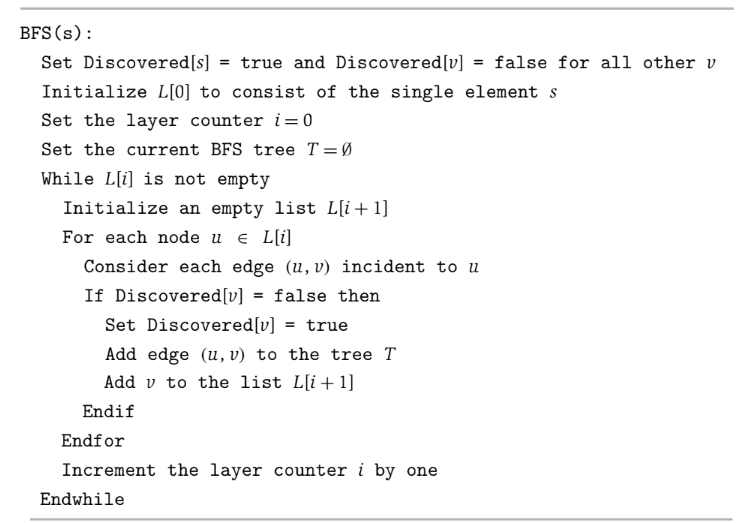 BFS(s):
Set Discovered[s] = true and Discovered[v] = false for all other v
Initialize L[0] to consist of the single element s
Set the layer counter i = 0
Set the current BFS tree T = ∅
While L[i] is not empty
Initialize an empty list L[i + 1]
For each node u ∈ L[i]
Consider each edge (u, v) incident to u
If Discovered[v] = false then
Set Discovered[v] = true
Add edge (u, v) to the tree T
Add v to the list L[i + 1]
Endif
Endfor
Increment the layer counter i by one
Endwhile